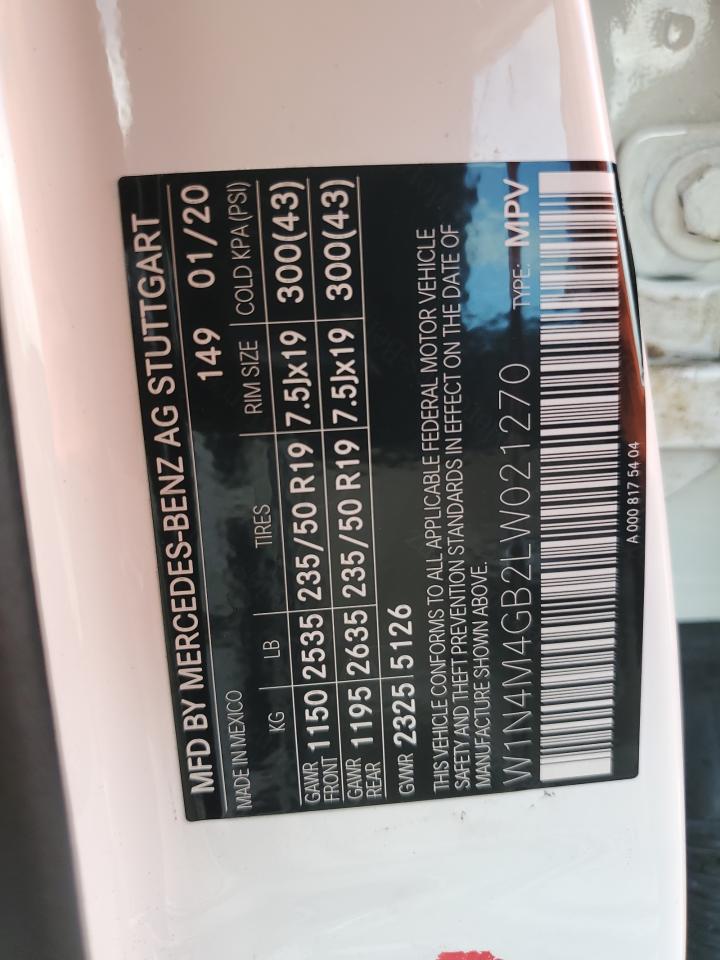 MFD BY MERCEDES-BENZ AG STUTTGART
MADE IN MEXICO 149 01/20
KG LB TIRES RIM SIZE COLD KPA (PSI)
GAWR FRONT 1150 2535 235/50 R19 7.5Jx19 300(43)
GAWR REAR 1195 2635 235/50 R19 7.5Jx19 300(43)
GVWR 2325 5126
THIS VEHICLE CONFORMS TO ALL APPLICABLE FEDERAL MOTOR VEHICLE
SAFETY AND THEFT PREVENTION STANDARDS IN EFFECT ON THE DATE OF
MANUFACTURE SHOWN ABOVE.
W1N4M4GB2LW021270 TYPE: MPV
A 000 817 54 04